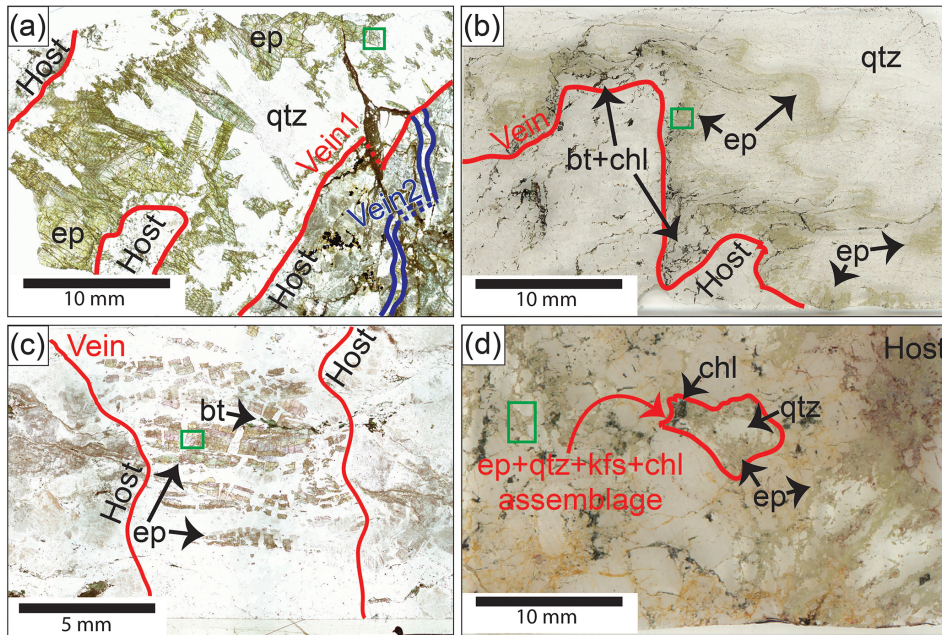 (a)
Host
ep
qtz
Vein1
Vein2
ep
Host
Host
10 mm
(b)
qtz
Vein
ep
bt+chl
Host
ep
10 mm
(c)
Vein
Host
bt
Host
ep
5 mm
(d)
Host
chl
qtz
ep+qtz+kfs+chl
assemblage
ep
10 mm